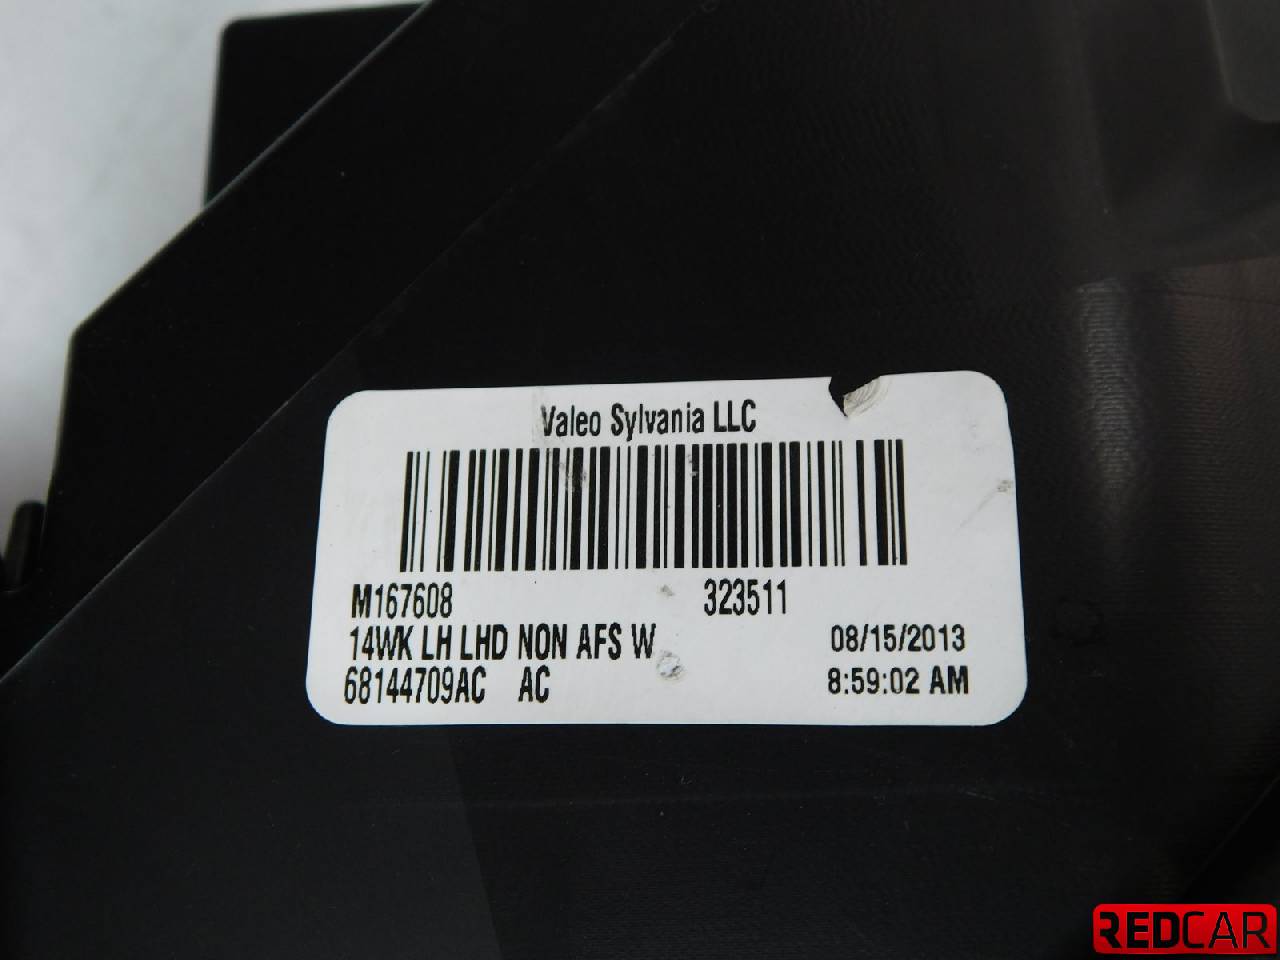 Valeo Sylvania LLC
M167608 323511
14WK LH LHD NON AFS W 08/15/2013
68144709AC AC 8:59:02 AM
REDCAR